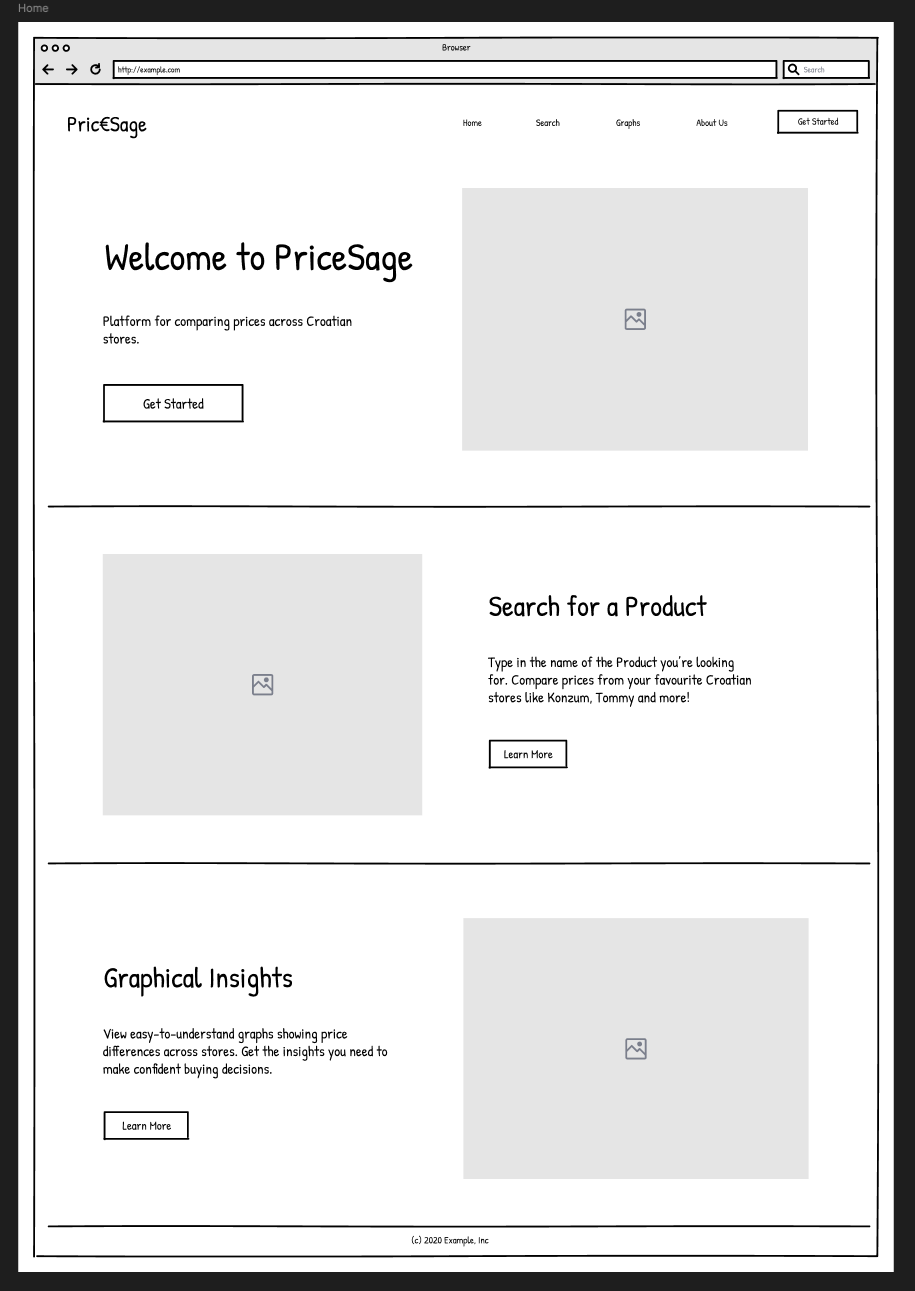 Home
Browser
http://example.com
Search
Pric€Sage
Home
Search
Graphs
About Us
Get Started
Welcome to PriceSage
Platform for comparing prices across Croatian
stores.
Get Started
Search for a Product
Type in the name of the Product you're looking
for. Compare prices from your favourite Croatian
stores like Konzum, Tommy and more!
Learn More
Graphical Insights
View easy-to-understand graphs showing price
differences across stores. Get the insights you need to
make confident buying decisions.
Learn More
(c) 2020 Example, Inc